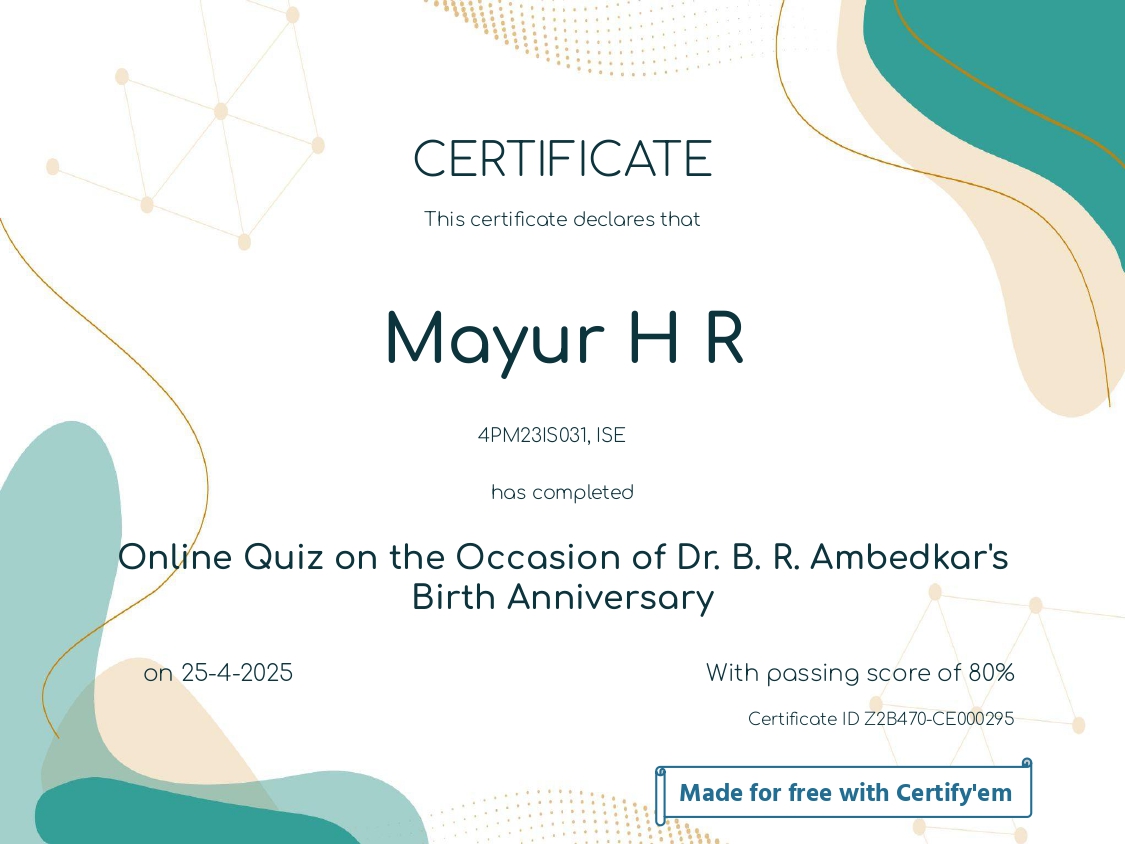 CERTIFICATE
This certificate declares that
Mayur H R
4PM23IS031, ISE
has completed
Online Quiz on the Occasion of Dr. B. R. Ambedkar's
Birth Anniversary
on 25-4-2025
With passing score of 80%
Certificate ID Z2B470-CE000295
Made for free with Certify'em